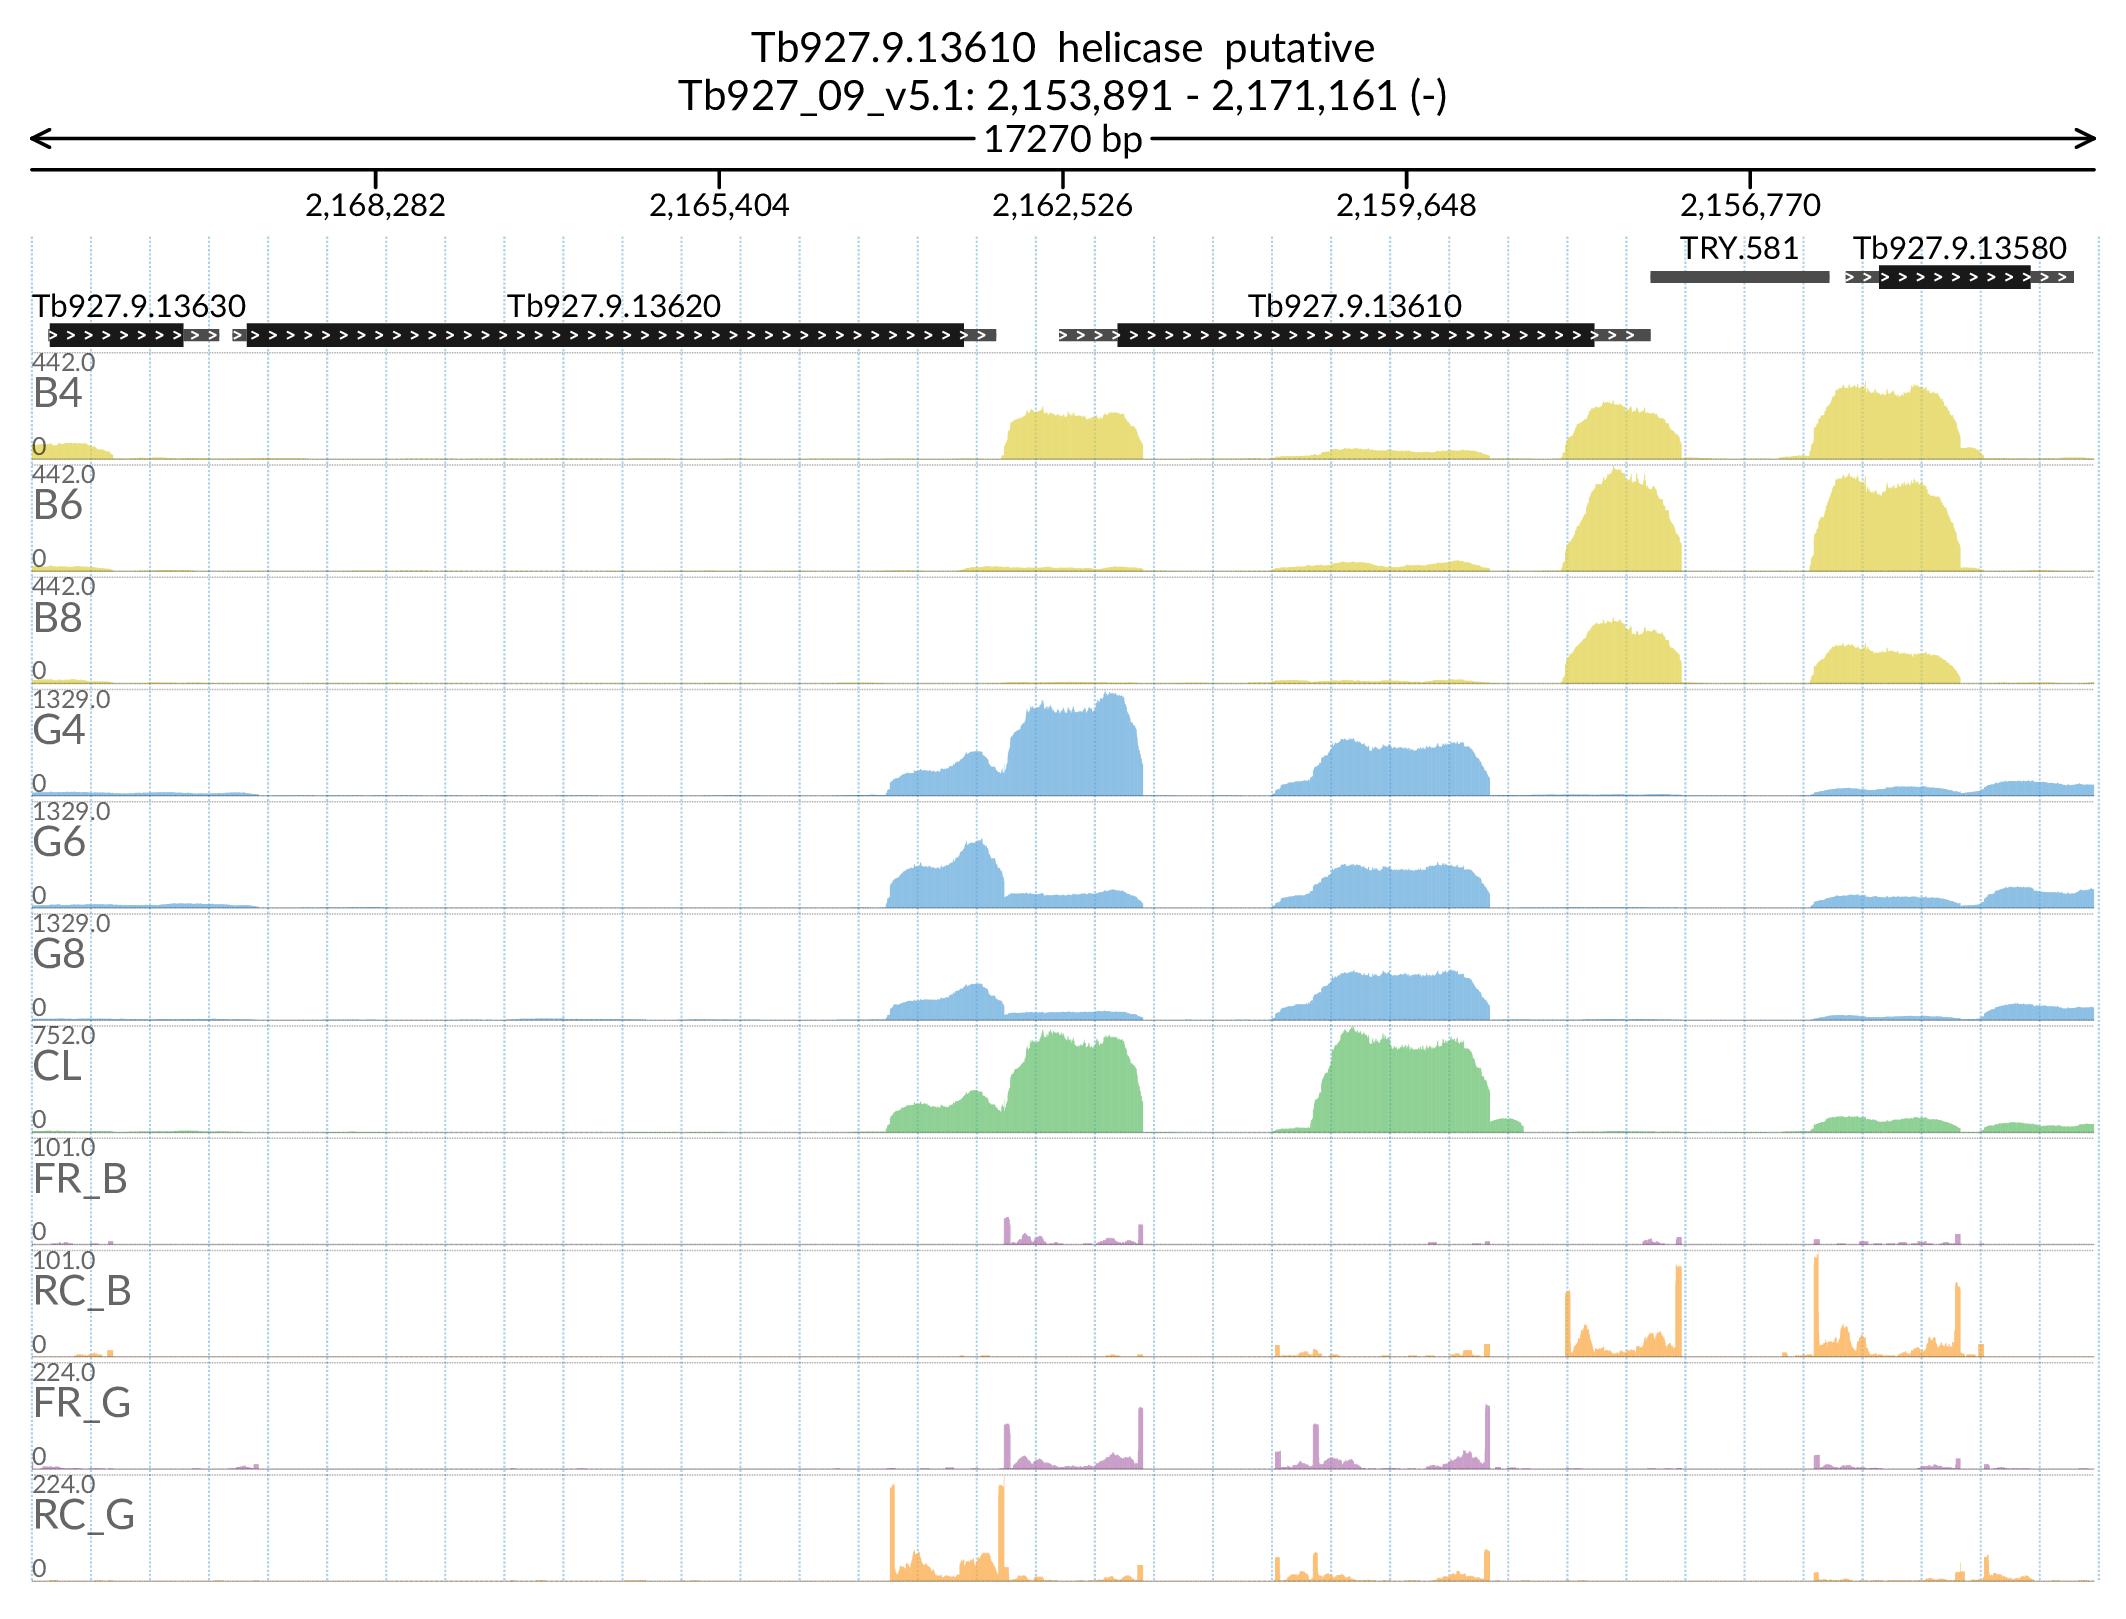 Tb927.9.13610 helicase putative
Tb927_09_v5.1: 2,153,891 - 2,171,161 (-)
17270 bp
2,168,282 2,165,404 2,162,526 2,159,648 2,156,770
TRY.581 Tb927.9.13580
Tb927.9.13630 Tb927.9.13620 Tb927.9.13610
442.0
B4
0
442.0
B6
0
442.0
B8
0
1329.0
G4
0
1329.0
G6
0
1329.0
G8
0
752.0
CL
0
101.0
FR_B
0
101.0
RC_B
0
224.0
FR_G
0
224.0
RC_G
0